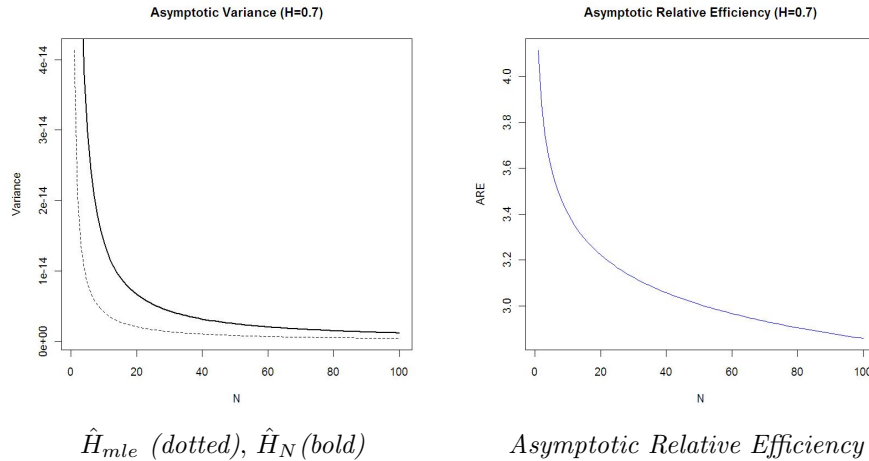 Asymptotic Variance (H=0.7)
Variance
4e-14
3e-14
2e-14
1e-14
0e+00
0 20 40 60 80 100
N
Ĥ_mle (dotted), Ĥ_N (bold)
Asymptotic Relative Efficiency (H=0.7)
ARE
4.0
3.8
3.6
3.4
3.2
3.0
0 20 40 60 80 100
N
Asymptotic Relative Efficiency